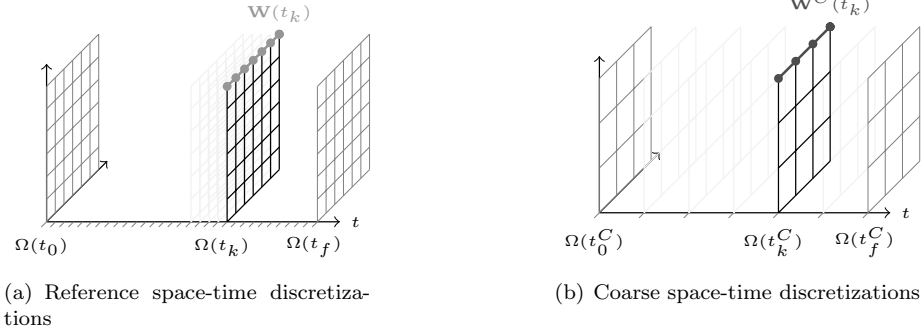 W(t_k)
t
Ω(t_0)
Ω(t_k)
Ω(t_f)
(a) Reference space-time discretiza-
tions
W^C(t_k)
t
Ω(t_0^C)
Ω(t_k^C)
Ω(t_f^C)
(b) Coarse space-time discretizations